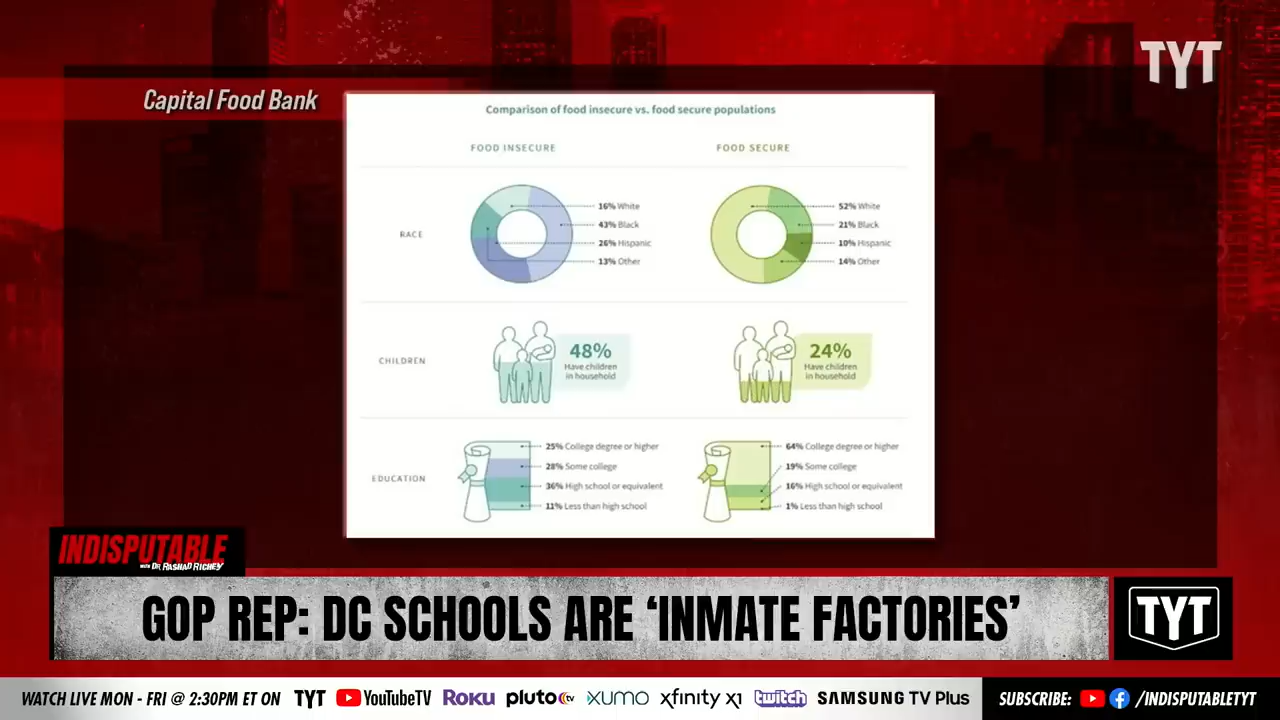 TYT
Capital Food Bank
Comparison of food insecure vs. food secure populations
FOOD INSECURE
FOOD SECURE
RACE
16% White
43% Black
26% Hispanic
13% Other
52% White
21% Black
10% Hispanic
14% Other
CHILDREN
48%
Have children
in household
24%
Have children
in household
EDUCATION
25% College degree or higher
28% Some college
36% High school or equivalent
11% Less than high school
64% College degree or higher
19% Some college
16% High school or equivalent
1% Less than high school
INDISPUTABLE
WITH DR. RASHAD RICHEY
GOP REP: DC SCHOOLS ARE ‘INMATE FACTORIES’
TYT
WATCH LIVE MON - FRI @ 2:30PM ET ON TYT YouTubeTV ROKU pluto tv XUMO xfinity x1 twitch SAMSUNG TV Plus SUBSCRIBE: /INDISPUTABLETYT